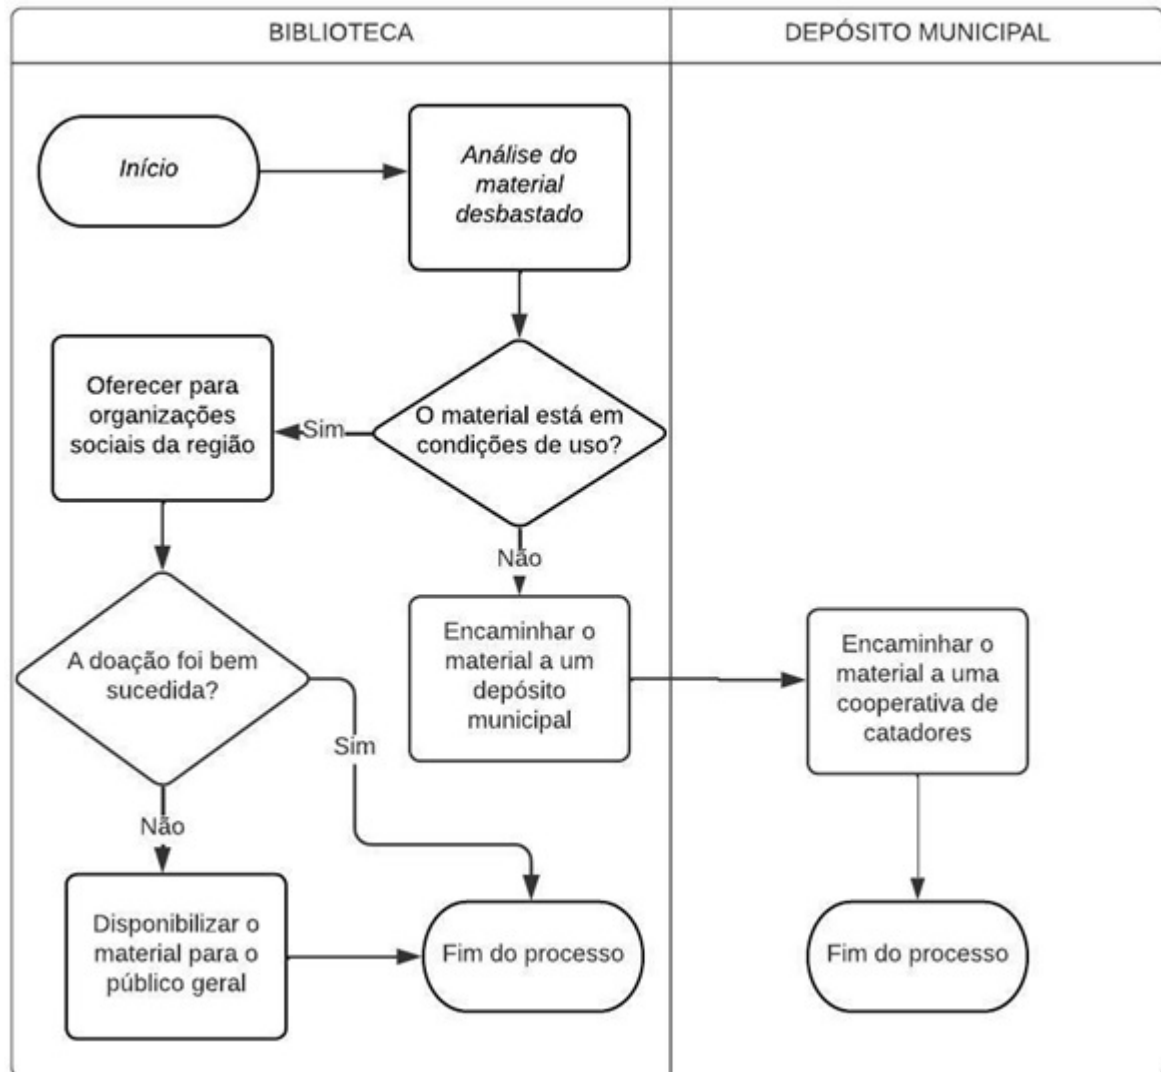 BIBLIOTECA
DEPÓSITO MUNICIPAL
Início
Análise do
material
desbastado
O material está em
condições de uso?
Sim
Oferecer para
organizações
sociais da região
Não
A doação foi bem
sucedida?
Encaminhar o
material a um
depósito
municipal
Encaminhar o
material a uma
cooperativa de
catadores
Sim
Não
Disponibilizar o
material para o
público geral
Fim do processo
Fim do processo